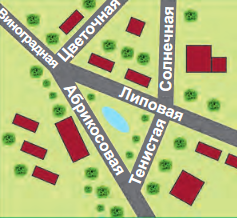 Виноградная
Цветочная
Солнечная
Липовая
Абрикосовая
Тенистая